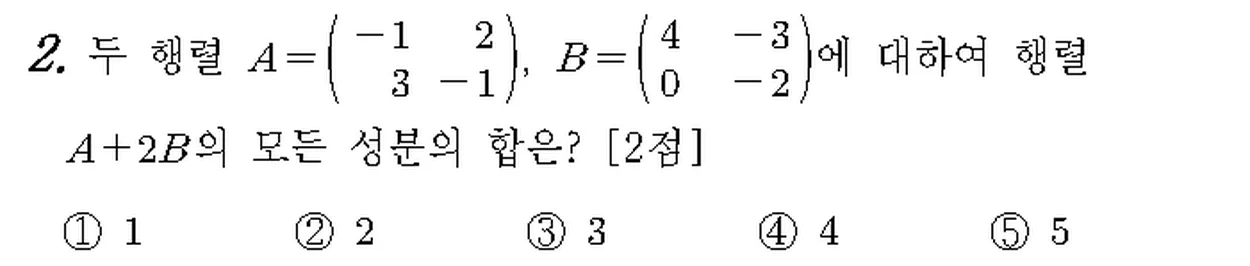 2. 두 행렬 A=(-1 2; 3 -1), B=(4 -3; 0 -2)에 대하여 행렬
A+2B의 모든 성분의 합은? [2점]
① 1 ② 2 ③ 3 ④ 4 ⑤ 5